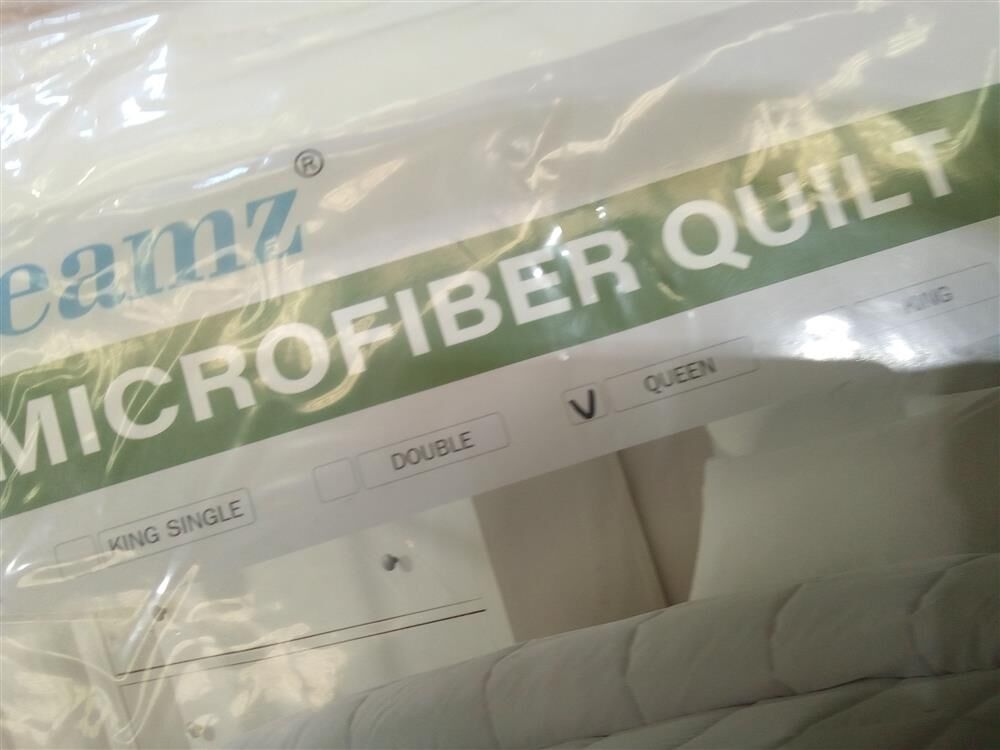 eamz®
MICROFIBER QUILT
KING SINGLE
DOUBLE
V QUEEN
KING